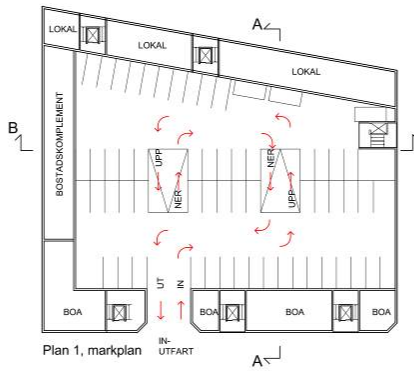 A
LOKAL
LOKAL
LOKAL
B
BOSTADSKOMPLEMENT
UPP
NER
NER
UPP
UT
IN
BOA
BOA
BOA
BOA
Plan 1, markplan
IN-
UTFART
A